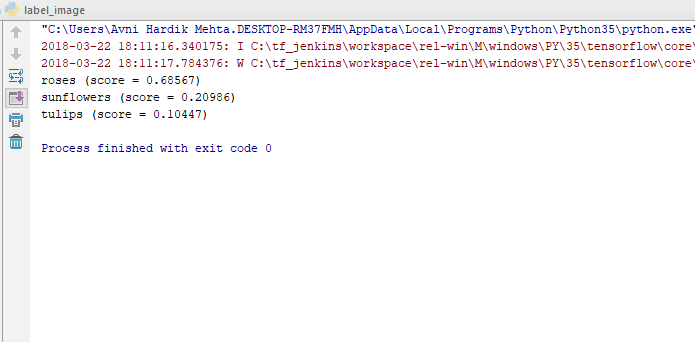 label_image
"C:\Users\Avni Hardik Mehta.DESKTOP-RM37FMH\AppData\Local\Programs\Python\Python35\python.exe"
2018-03-22 18:11:16.340175: I C:\tf_jenkins\workspace\rel-win\M\windows\PY\35\tensorflow\core\
2018-03-22 18:11:17.784376: W C:\tf_jenkins\workspace\rel-win\M\windows\PY\35\tensorflow\core\
roses (score = 0.68567)
sunflowers (score = 0.20986)
tulips (score = 0.10447)
Process finished with exit code 0